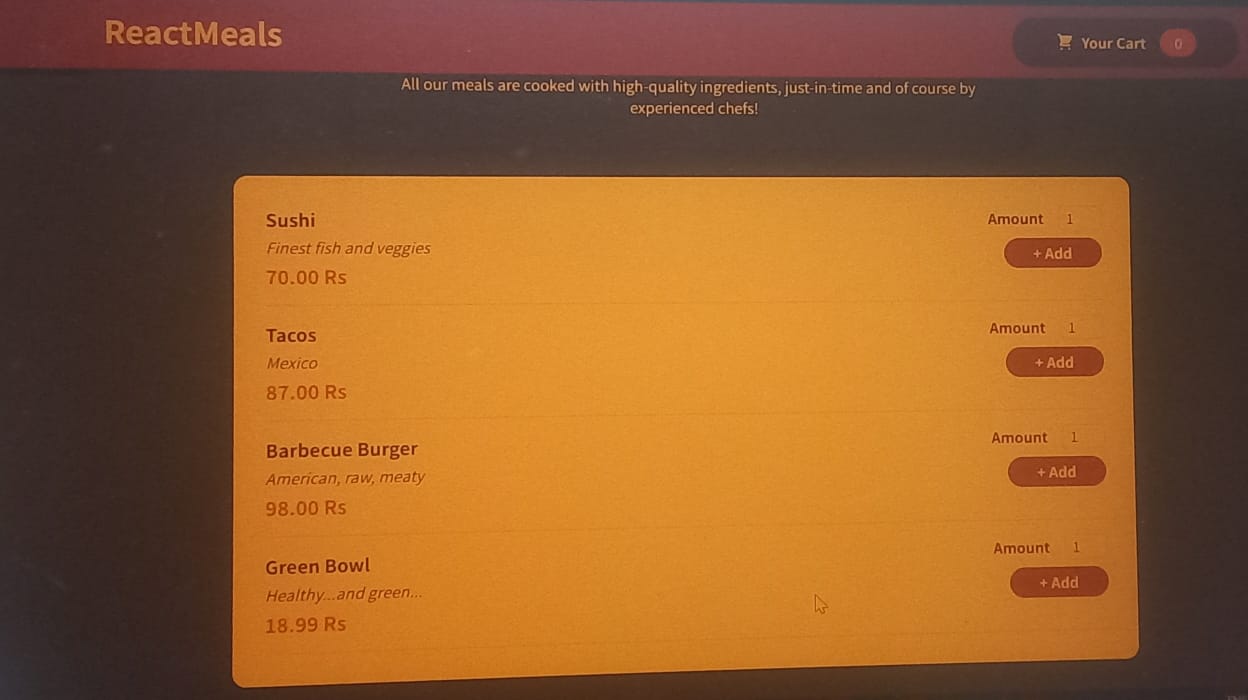 ReactMeals
Your Cart 0
All our meals are cooked with high-quality ingredients, just-in-time and of course by
experienced chefs!
Sushi
Finest fish and veggies
70.00 Rs
Amount 1
+ Add
Tacos
Mexico
87.00 Rs
Amount 1
+ Add
Barbecue Burger
American, raw, meaty
98.00 Rs
Amount 1
+ Add
Green Bowl
Healthy...and green...
18.99 Rs
Amount 1
+ Add